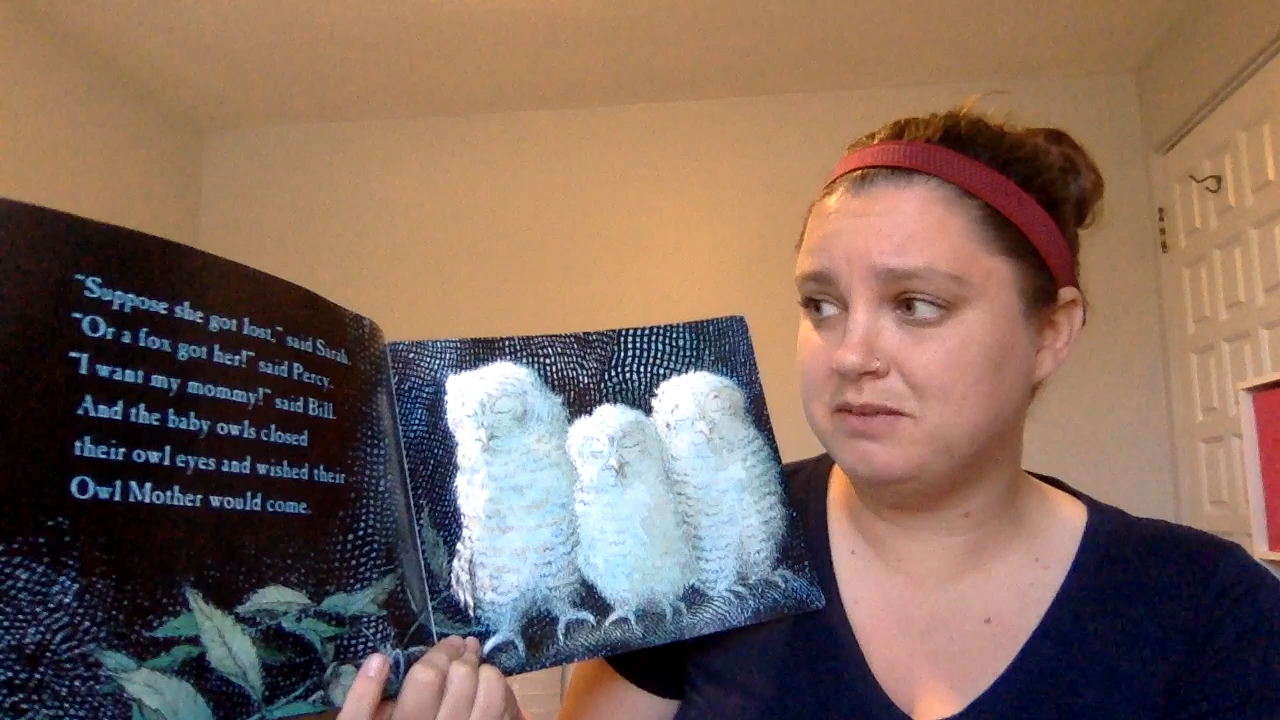 "Suppose she got lost," said Sarah.
"Or a fox got her!" said Percy.
"I want my mommy!" said Bill.
And the baby owls closed
their owl eyes and wished their
Owl Mother would come.